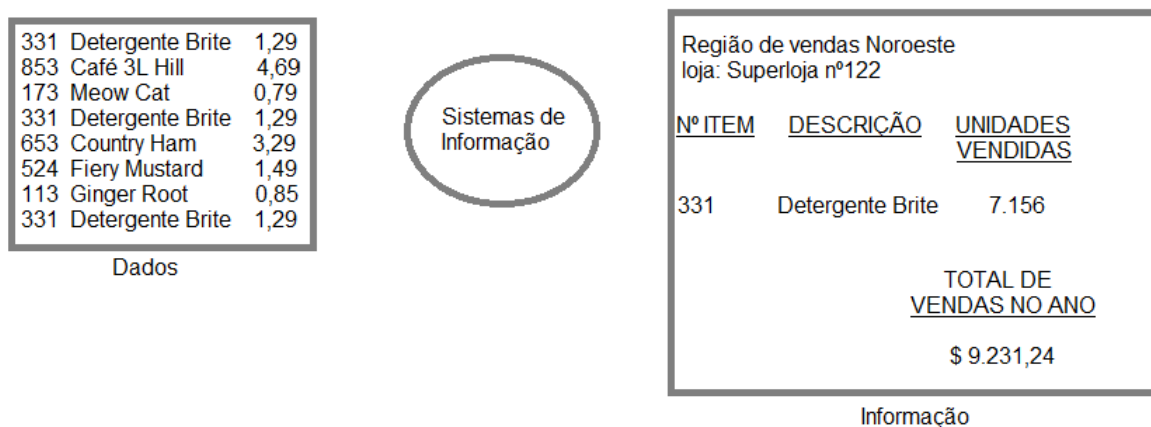 331 Detergente Brite 1,29
853 Café 3L Hill 4,69
173 Meow Cat 0,79
331 Detergente Brite 1,29
653 Country Ham 3,29
524 Fiery Mustard 1,49
113 Ginger Root 0,85
331 Detergente Brite 1,29
Dados
Sistemas de
Informação
Região de vendas Noroeste
loja: Superloja nº122
Nº ITEM DESCRIÇÃO UNIDADES
VENDIDAS
331 Detergente Brite 7.156
TOTAL DE
VENDAS NO ANO
$ 9.231,24
Informação